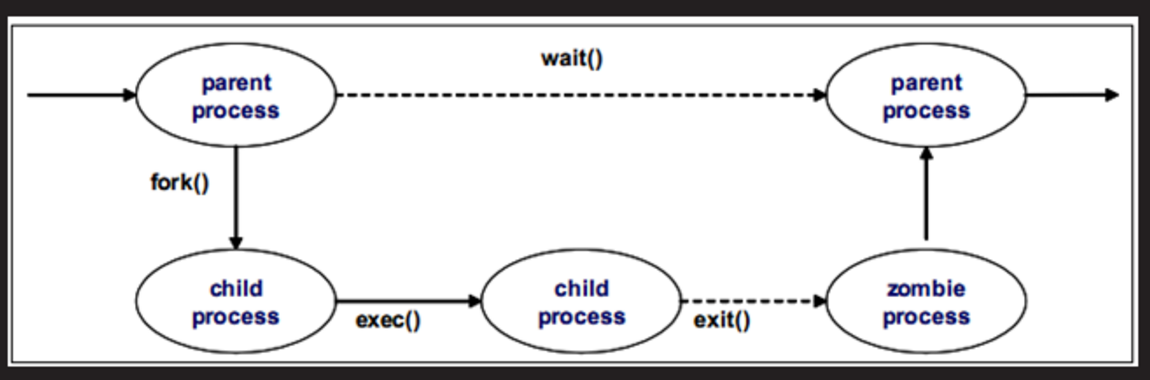 wait()
parent
process
parent
process
fork()
child
process
exec()
child
process
exit()
zombie
process